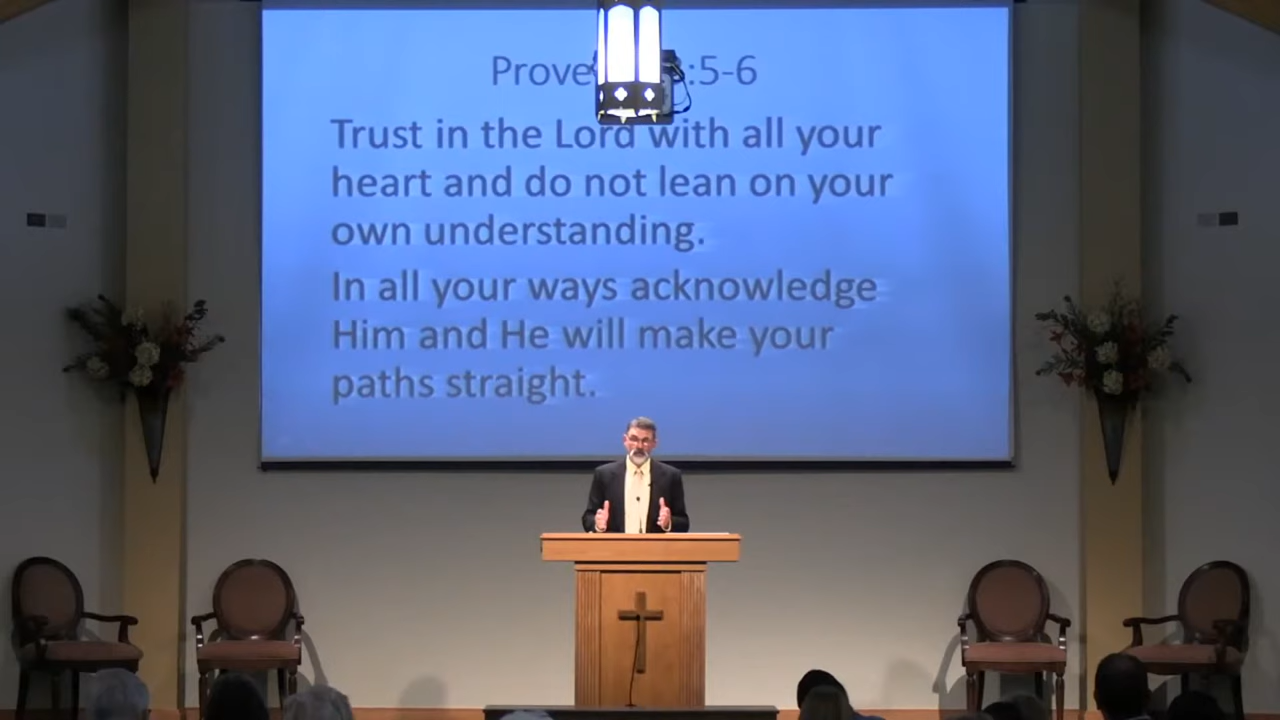 Prove :5-6
Trust in the Lord with all your
heart and do not lean on your
own understanding.
In all your ways acknowledge
Him and He will make your
paths straight.